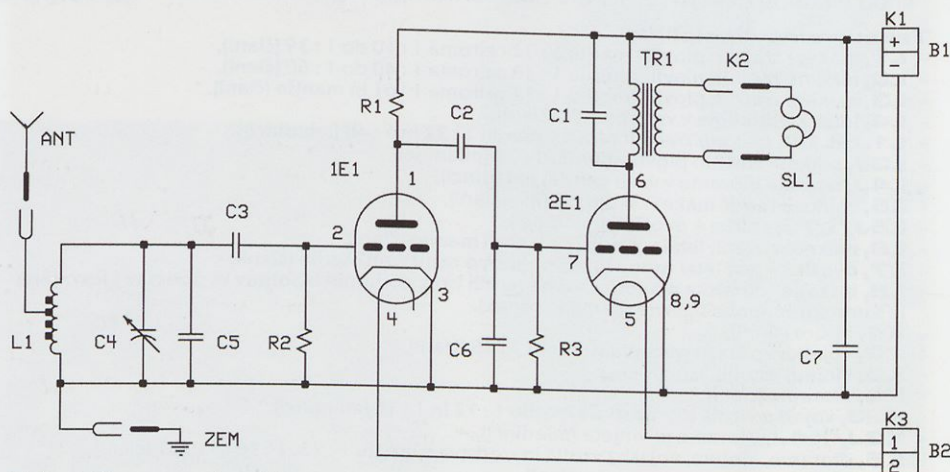 K1
+
B1
−
TR1
K2
R1
C2
C1
ANT
1E1
1
6
SL1
2E1
C3
2
7
3
8,9
L1
4
5
C4
C5
R2
C6
R3
C7
ZEM
K3
1
B2
2